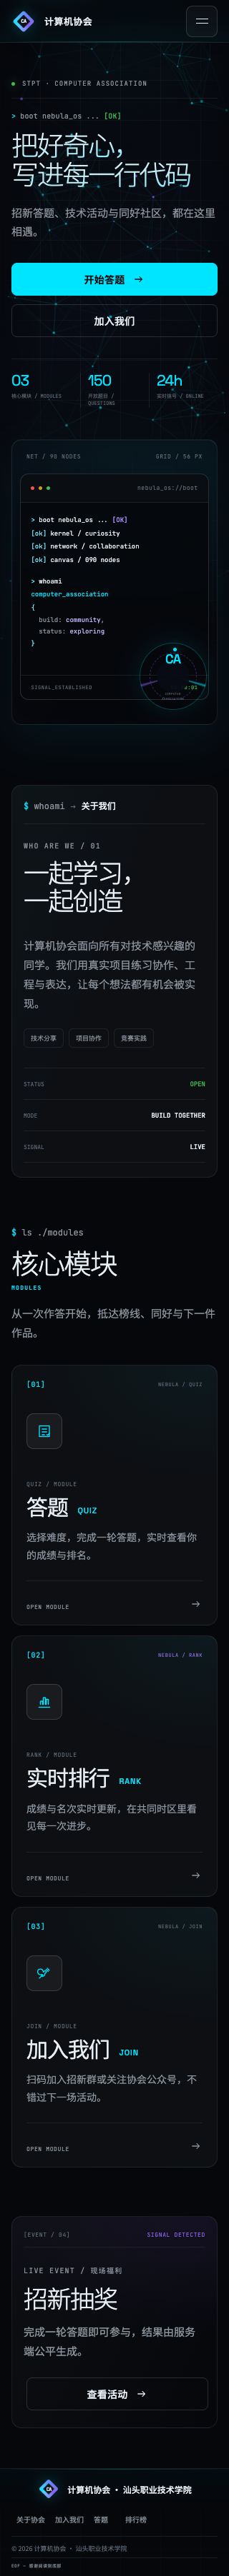 CA 计算机协会
STPT · COMPUTER ASSOCIATION
> boot nebula_os ... [OK]
把好奇心，
写进每一行代码
招新答题、技术活动与同好社区，都在这里
相遇。
开始答题 →
加入我们
03 150 24h
核心模块 / MODULES 开放题目 / QUESTIONS 实时信号 / ONLINE
NET / 90 NODES GRID / 56 PX
nebula_os://boot
> boot nebula_os ... [OK]
[ok] kernel / curiosity
[ok] network / collaboration
[ok] canvas / 090 nodes
> whoami
computer_association
{
build: community,
status: exploring
}
CA
SIGNAL_ESTABLISHED
$ whoami → 关于我们
WHO ARE WE / 01
一起学习，
一起创造
计算机协会面向所有对技术感兴趣的
同学。我们用真实项目练习协作、工
程与表达，让每个想法都有机会被实
现。
技术分享 项目协作 竞赛实践
STATUS OPEN
MODE BUILD TOGETHER
SIGNAL LIVE
$ ls ./modules
核心模块
MODULES
从一次作答开始，抵达榜线、同好与下一件
作品。
[01] NEBULA / QUIZ
QUIZ / MODULE
答题 QUIZ
选择难度，完成一轮答题，实时查看你
的成绩与排名。
OPEN MODULE →
[02] NEBULA / RANK
RANK / MODULE
实时排行 RANK
成绩与名次实时更新，在共同时区里看
见每一次进步。
OPEN MODULE →
[03] NEBULA / JOIN
JOIN / MODULE
加入我们 JOIN
扫码加入招新群或关注协会公众号，不
错过下一场活动。
OPEN MODULE →
[EVENT / 04] SIGNAL DETECTED
LIVE EVENT / 现场福利
招新抽奖
完成一轮答题即可参与，结果由服务
端公平生成。
查看活动 →
CA 计算机协会 · 汕头职业技术学院
关于协会 加入我们 答题 排行榜
© 2026 计算机协会 · 汕头职业技术学院